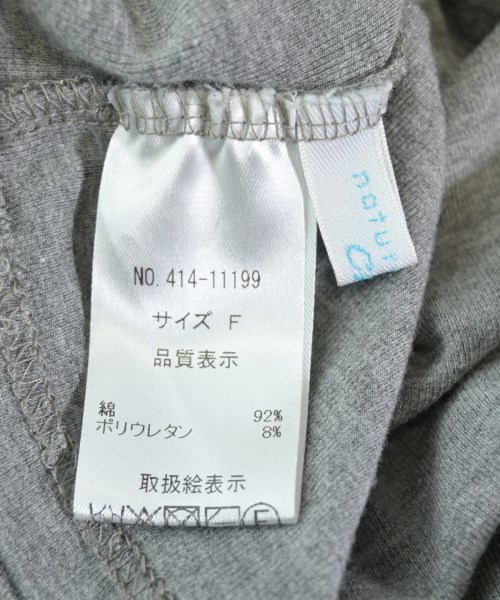 NO. 414-11199
サイズ F
品質表示
綿 92%
ポリウレタン 8%
取扱絵表示
natur